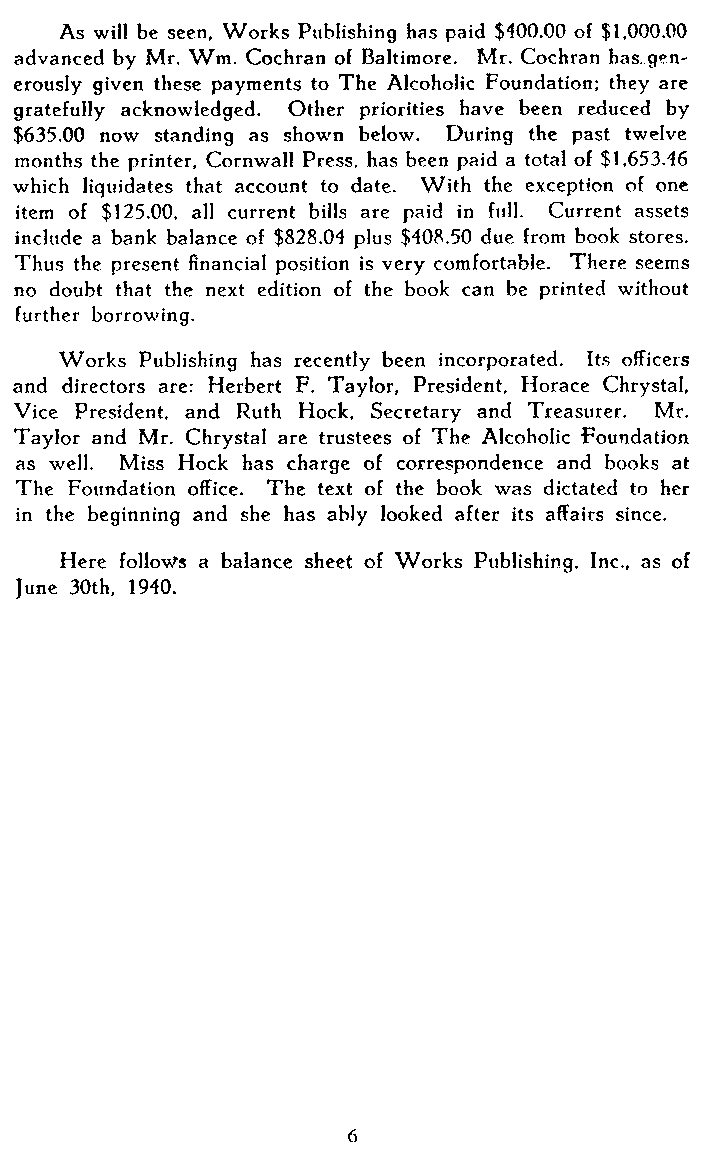 As will be seen, Works Publishing has paid $400.00 of $1,000.00
advanced by Mr. Wm. Cochran of Baltimore. Mr. Cochran has gen-
erously given these payments to The Alcoholic Foundation; they are
gratefully acknowledged. Other priorities have been reduced by
$635.00 now standing as shown below. During the past twelve
months the printer, Cornwall Press, has been paid a total of $1,653.46
which liquidates that account to date. With the exception of one
item of $125.00, all current bills are paid in full. Current assets
include a bank balance of $828.04 plus $408.50 due from book stores.
Thus the present financial position is very comfortable. There seems
no doubt that the next edition of the book can be printed without
further borrowing.
Works Publishing has recently been incorporated. Its officers
and directors are: Herbert F. Taylor, President, Horace Chrystal,
Vice President, and Ruth Hock, Secretary and Treasurer. Mr.
Taylor and Mr. Chrystal are trustees of The Alcoholic Foundation
as well. Miss Hock has charge of correspondence and books at
The Foundation office. The text of the book was dictated to her
in the beginning and she has ably looked after its affairs since.
Here follows a balance sheet of Works Publishing, Inc., as of
June 30th, 1940.
6